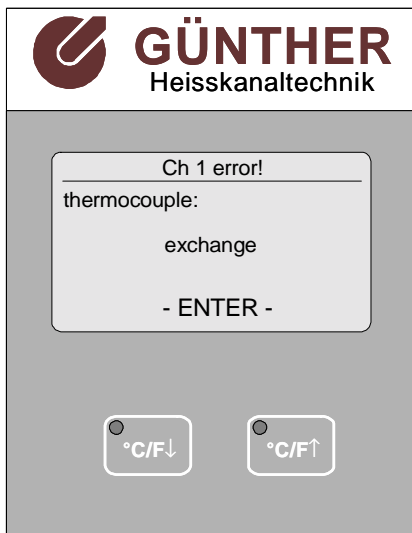 GÜNTHER
Heisskanaltechnik
Ch 1 error!
thermocouple:
exchange
- ENTER -
°C/F↓ °C/F↑